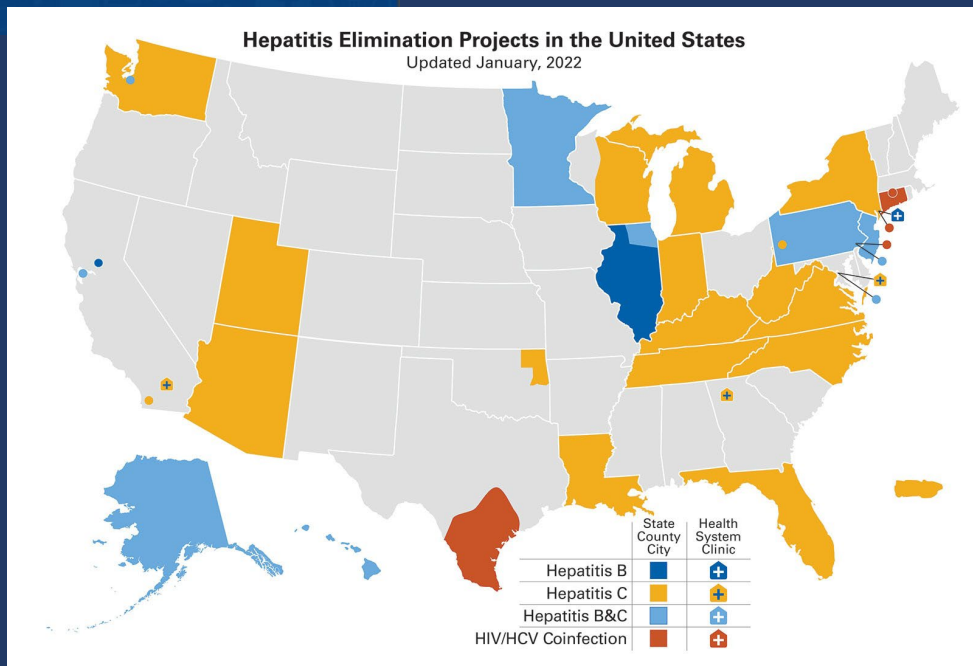 Hepatitis Elimination Projects in the United States
Updated January, 2022
State
County
City
Health
System
Clinic
Hepatitis B
Hepatitis C
Hepatitis B&C
HIV/HCV Coinfection